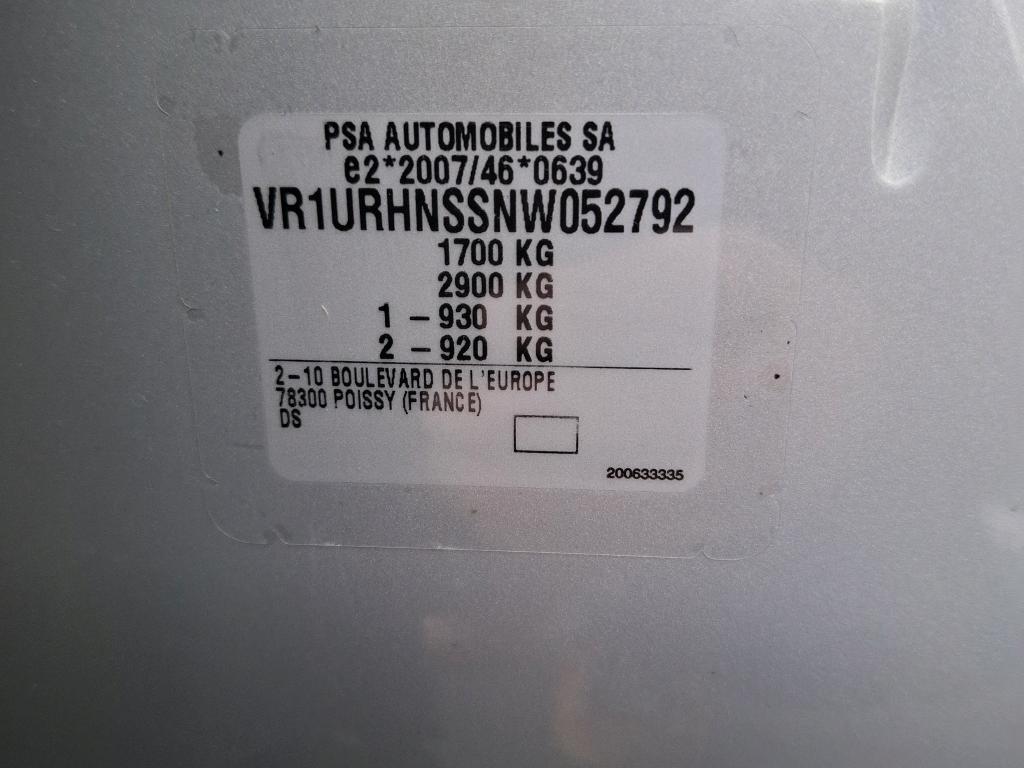 PSA AUTOMOBILES SA
e2*2007/46*0639
VR1URHNSSNW052792
1700 KG
2900 KG
1 - 930 KG
2 - 920 KG
2-10 BOULEVARD DE L'EUROPE
78300 POISSY (FRANCE)
DS
200633335